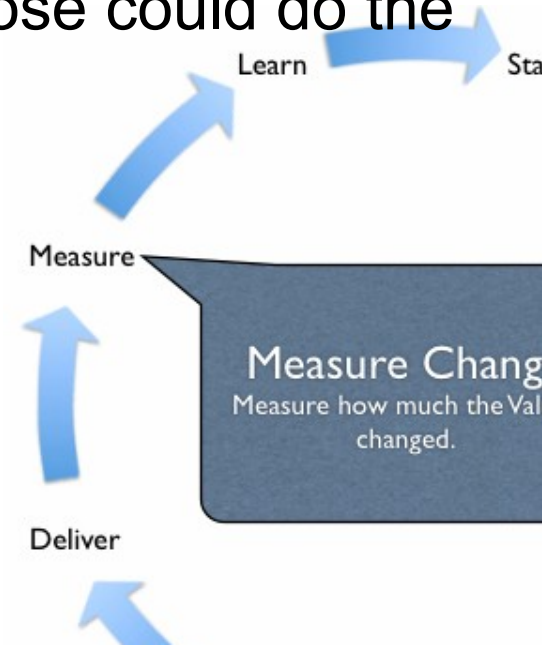 ose could do the
Learn
Sta
Measure
Measure Chang
Measure how much the Val
changed.
Deliver